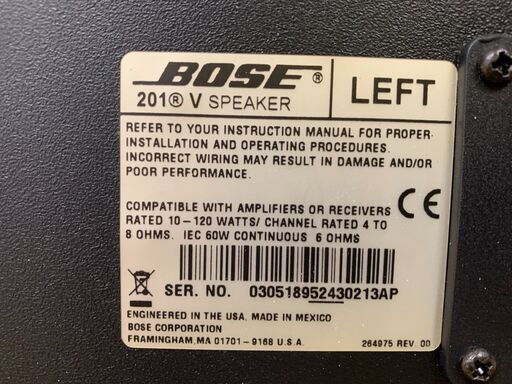 BOSE®
201® V SPEAKER
LEFT
REFER TO YOUR INSTRUCTION MANUAL FOR PROPER
INSTALLATION AND OPERATING PROCEDURES.
INCORRECT WIRING MAY RESULT IN DAMAGE AND/OR
POOR PERFORMANCE.
COMPATIBLE WITH AMPLIFIERS OR RECEIVERS
RATED 10-120 WATTS/ CHANNEL RATED 4 TO
8 OHMS. IEC 60W CONTINUOUS 6 OHMS
CE
SER. NO. 030518952430213AP
ENGINEERED IN THE USA, MADE IN MEXICO
BOSE CORPORATION
FRAMINGHAM, MA 01701-9168 U.S.A.
264975 REV. 00